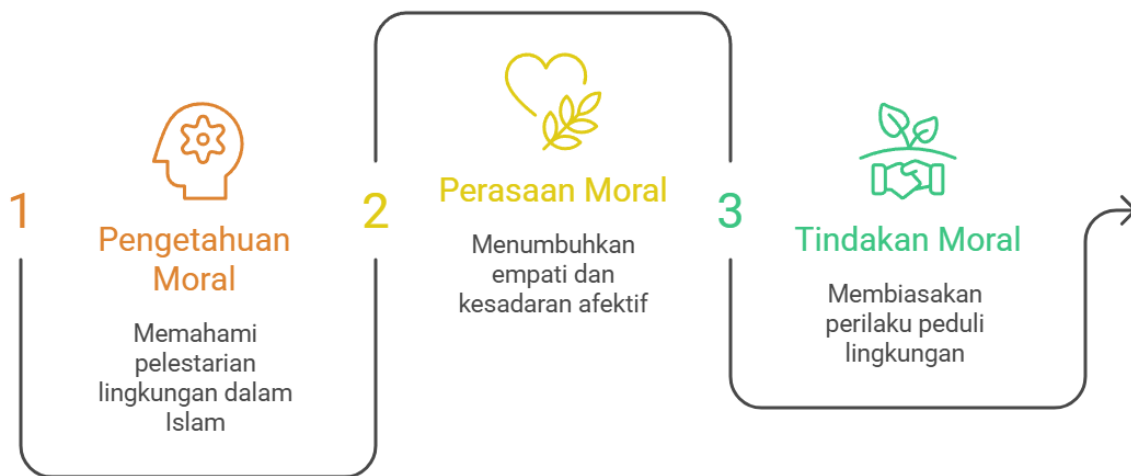 1
Pengetahuan
Moral
Memahami
pelestarian
lingkungan dalam
Islam
2
Perasaan Moral
Menumbuhkan
empati dan
kesadaran afektif
3
Tindakan Moral
Membiasakan
perilaku peduli
lingkungan